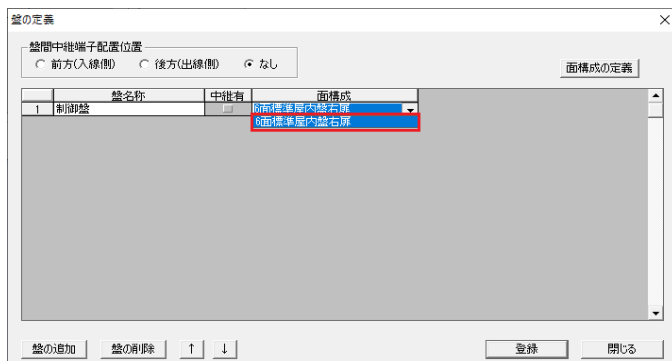 盤の定義
盤間中継端子配置位置
前方(入線側) 後方(出線側) なし
面構成の定義
盤名称 中継有 面構成
1 制御盤 6面標準屋内盤右扉
6面標準屋内盤右扉
盤の追加 盤の削除 ↑ ↓ 登録 閉じる